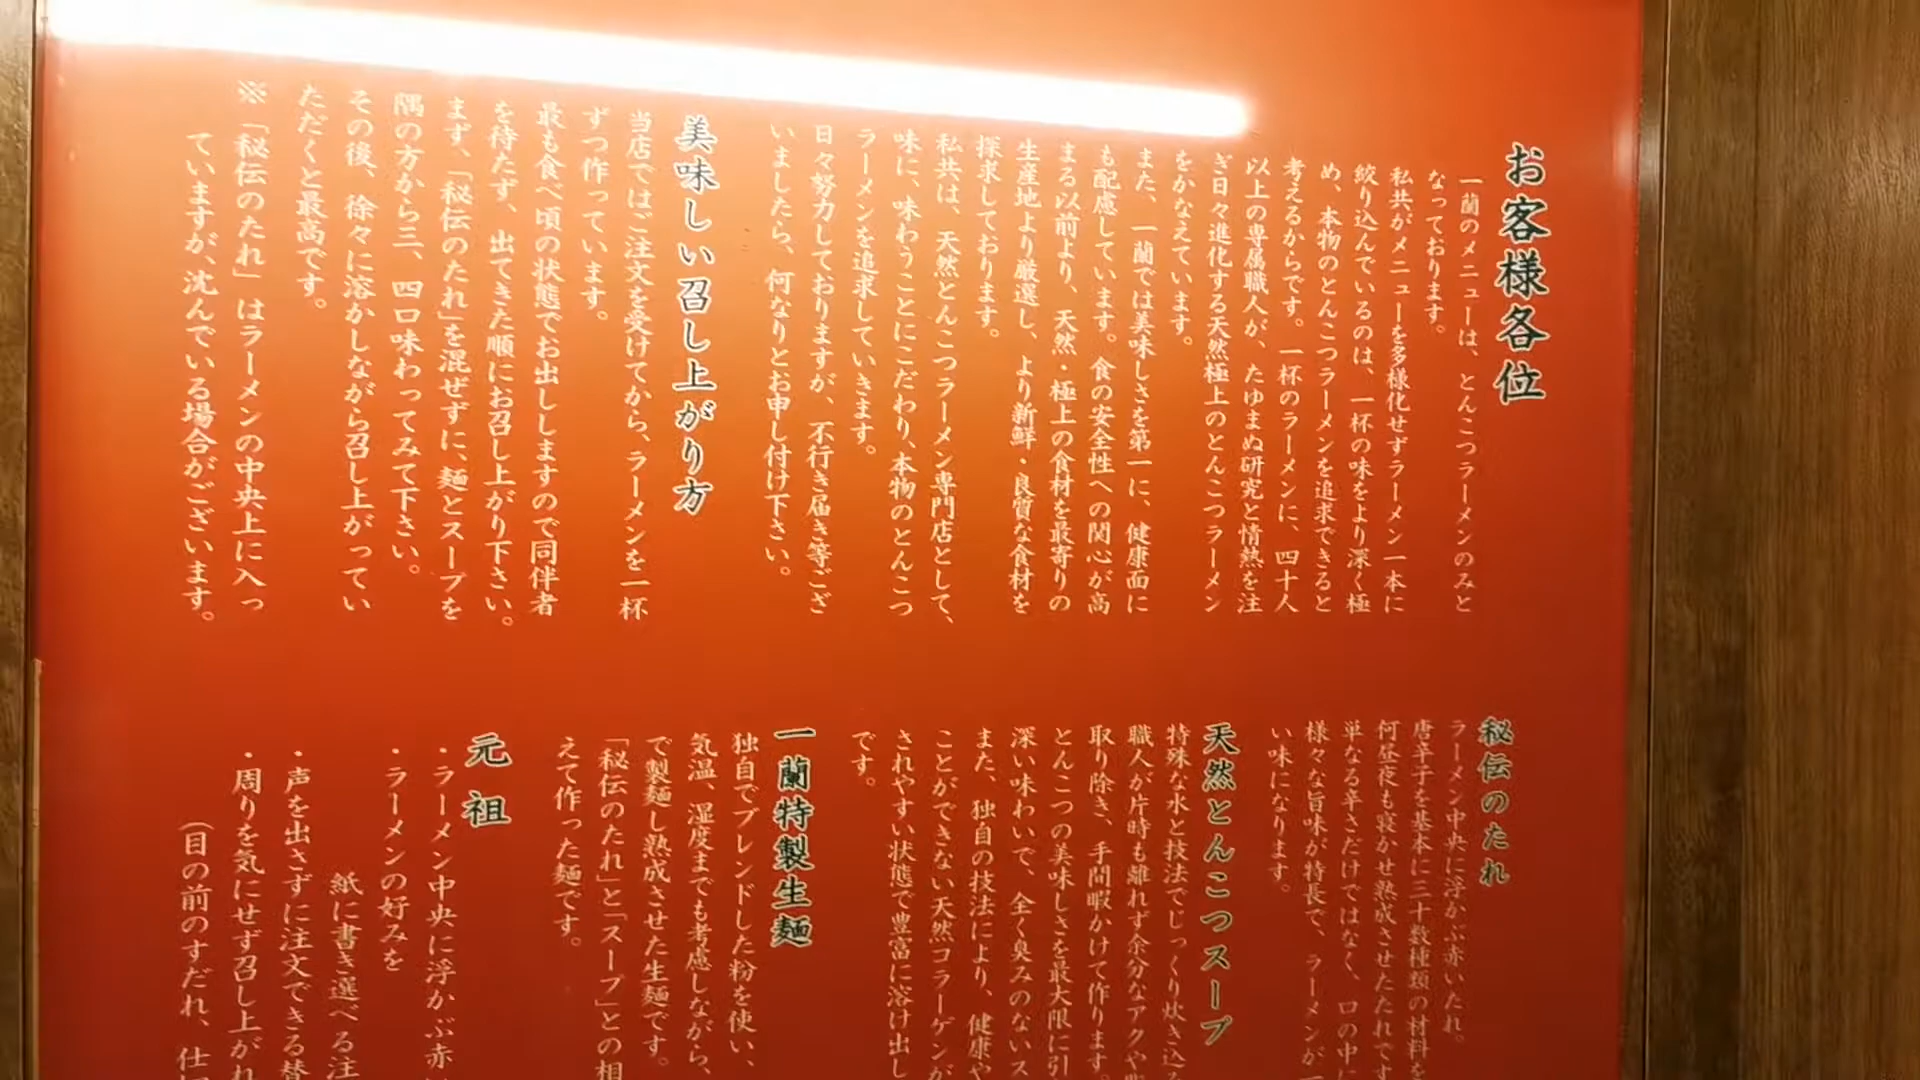 お客様各位
一蘭のメニューは、とんこつラーメンのみと
なっております。
私共がメニューを多様化せずラーメン一本に
絞り込んでいるのは、一杯の味をより深く極
め、本物のとんこつラーメンを追求できると
考えるからです。一杯のラーメンに、四十人
以上の専属職人が、たゆまぬ研究と情熱を注
ぎ日々進化する天然極上のとんこつラーメン
をかなえています。
また、一蘭では美味しさを第一に、健康面に
も配慮しています。食の安全性への関心が高
まる以前より、天然・極上の食材を最寄りの
生産地より厳選し、より新鮮・良質な食材を
探求しております。
私共は、天然とんこつラーメン専門店として、
味に、味わうことにこだわり、本物のとんこつ
ラーメンを追求していきます。
日々努力しておりますが、不行き届き等ござ
いましたら、何なりとお申し付け下さい。
美味しい召し上がり方
当店ではご注文を受けてから、ラーメンを一杯
ずつ作っています。
最も食べ頃の状態でお出ししますので同伴者
を待たず、出てきた順にお召し上がり下さい。
まず、「秘伝のたれ」を混ぜずに、麺とスープを
隅の方から三、四口味わってみて下さい。
その後、徐々に溶かしながら召し上がってい
ただくと最高です。
※「秘伝のたれ」はラーメンの中央上に入っ
ていますが、沈んでいる場合がございます。
秘伝のたれ
ラーメン中央に浮かぶ赤いたれ。
唐辛子を基本に三十数種類の材料を
何昼夜も寝かせ熟成させたたれです
単なる辛さだけではなく、口の中に
様々な旨味が特長で、ラーメンが一
い味になります。
天然とんこつスープ
特殊な水と技法でじっくり炊き込み
職人が片時も離れず余分なアクや脂
取り除き、手間暇かけて作ります。
とんこつの美味しさを最大限に引
深い味わいで、全く臭みのないス
また、独自の技法により、健康や
ことができない天然コラーゲンが
されやすい状態で豊富に溶け出し
です。
一蘭特製生麺
独自でブレンドした粉を使い、
気温、湿度までも考慮しながら、
で製麺し熟成させた生麺です。
「秘伝のたれ」と「スープ」との相
えて作った麺です。
元祖
・ラーメン中央に浮かぶ赤い
・ラーメンの好みを
紙に書き選べる注
・声を出さずに注文できる替
・周りを気にせず召し上がれ
（目の前のすだれ、仕切